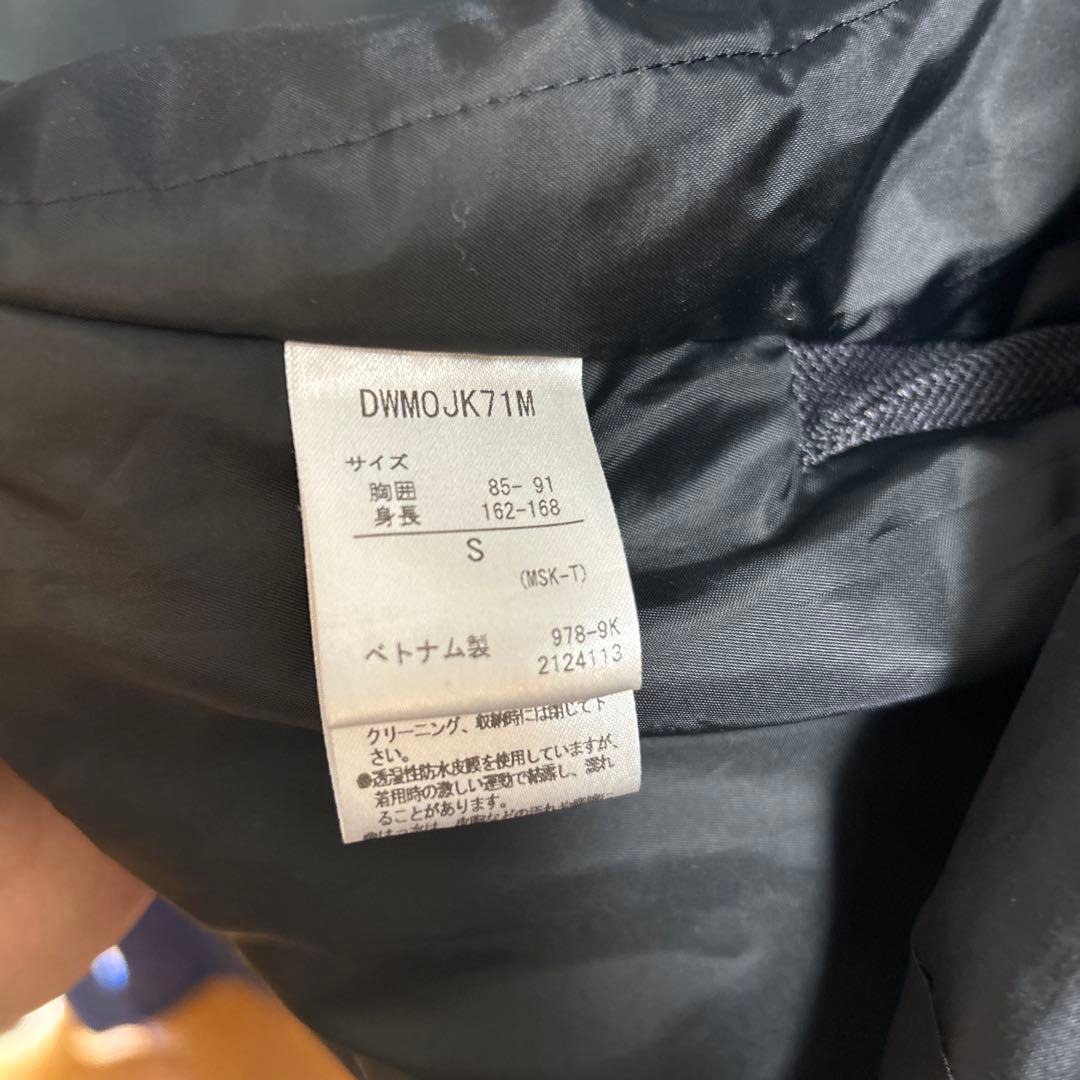 DWMOJK71M
サイズ
胸囲 85- 91
身長 162-168
S
(MSK-T)
ベトナム製 978-9K
2124113
クリーニング、収納時には閉じて下
さい。
●透湿性防水皮膜を使用していますが、
着用時の激しい運動で結露し、濡れ
ることがあります。